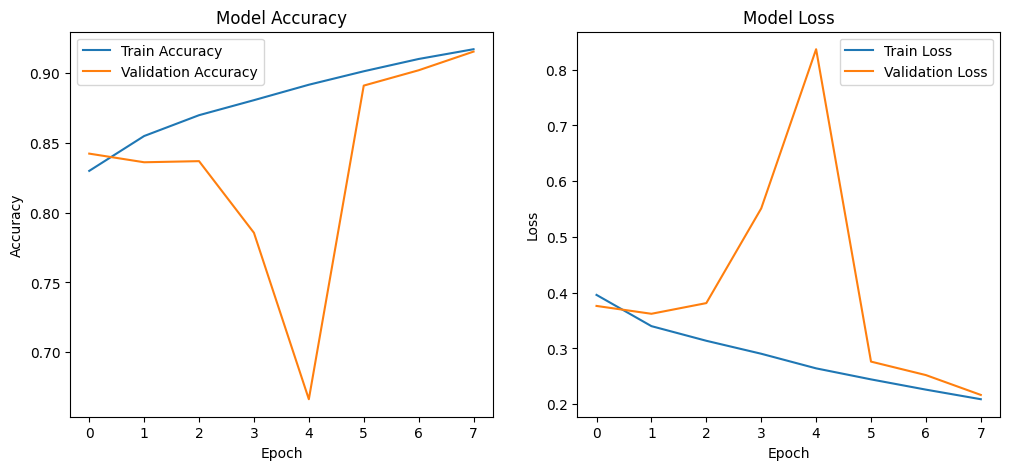 Model Accuracy
Train Accuracy
Validation Accuracy
0.90
0.85
0.80
0.75
0.70
Accuracy
0 1 2 3 4 5 6 7
Epoch
Model Loss
Train Loss
Validation Loss
0.8
0.7
0.6
0.5
0.4
0.3
0.2
Loss
0 1 2 3 4 5 6 7
Epoch